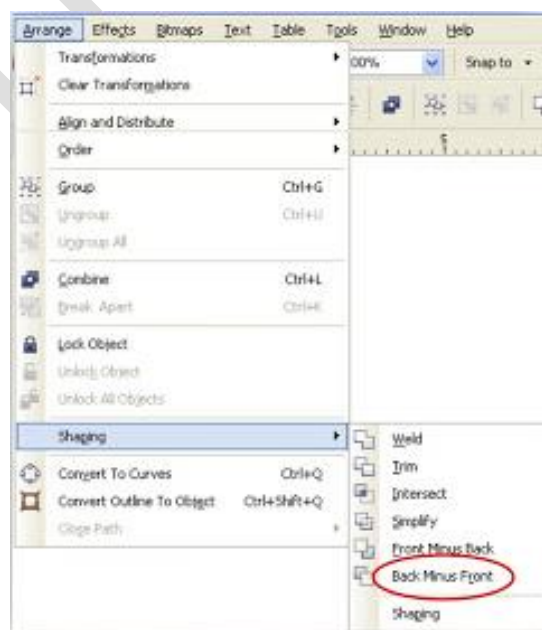 Arrange Effects Bitmaps Text Table Tools Window Help
Transformations
00%
Snap to
Clear Transformations
Align and Distribute
Order
Group Ctrl+G
Ungroup Ctrl+U
Ungroup All
Combine Ctrl+L
Break Apart Ctrl+K
Lock Object
Unlock Object
Unlock All Objects
Shaping
Convert To Curves Ctrl+Q
Convert Outline To Object Ctrl+Shift+Q
Close Path
Weld
Trim
Intersect
Simplify
Front Minus Back
Back Minus Front
Shaping